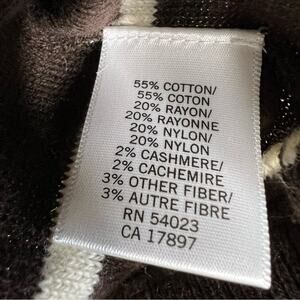 55% COTTON/
55% COTON
20% RAYON/
20% RAYONNE
20% NYLON/
20% NYLON
2% CASHMERE/
2% CACHEMIRE
3% OTHER FIBER/
3% AUTRE FIBRE
RN 54023
CA 17897